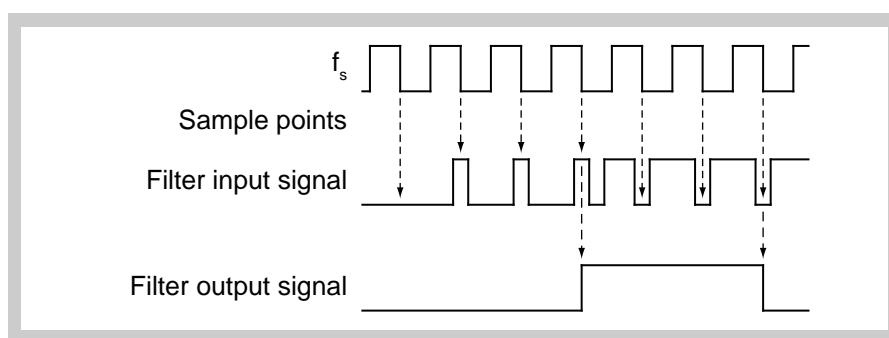 fs
Sample points
Filter input signal
Filter output signal